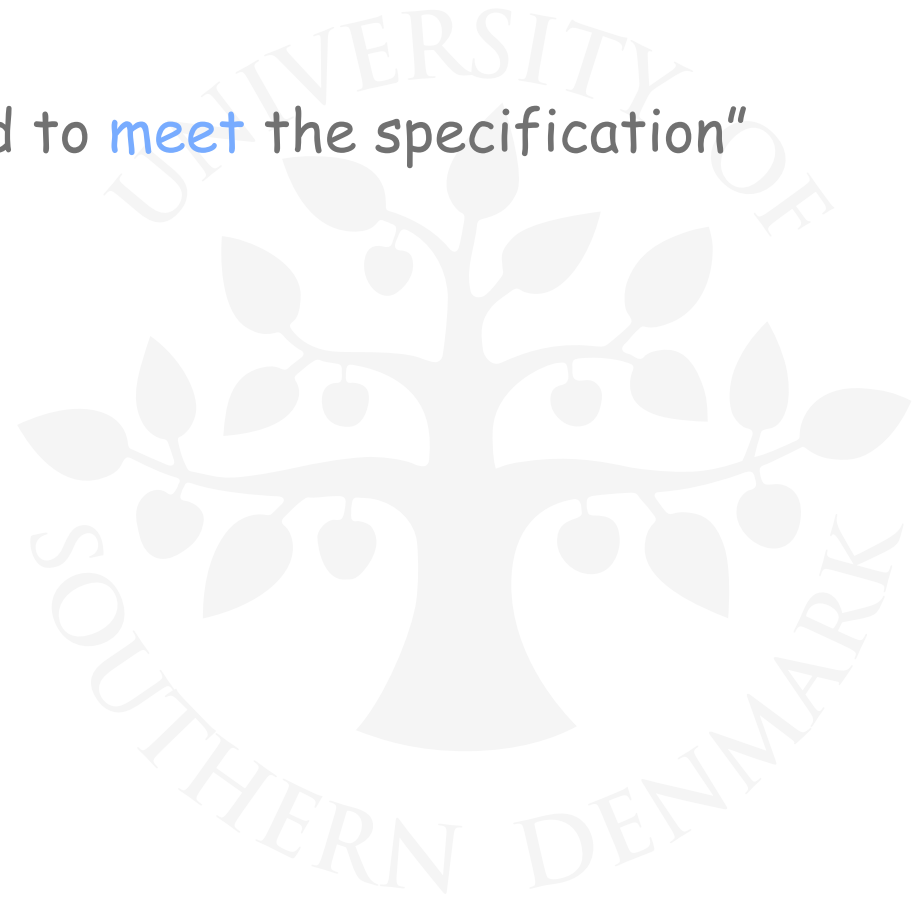 UNIVERSITY OF
d to meet the specification”
SOUTHERN DENMARK